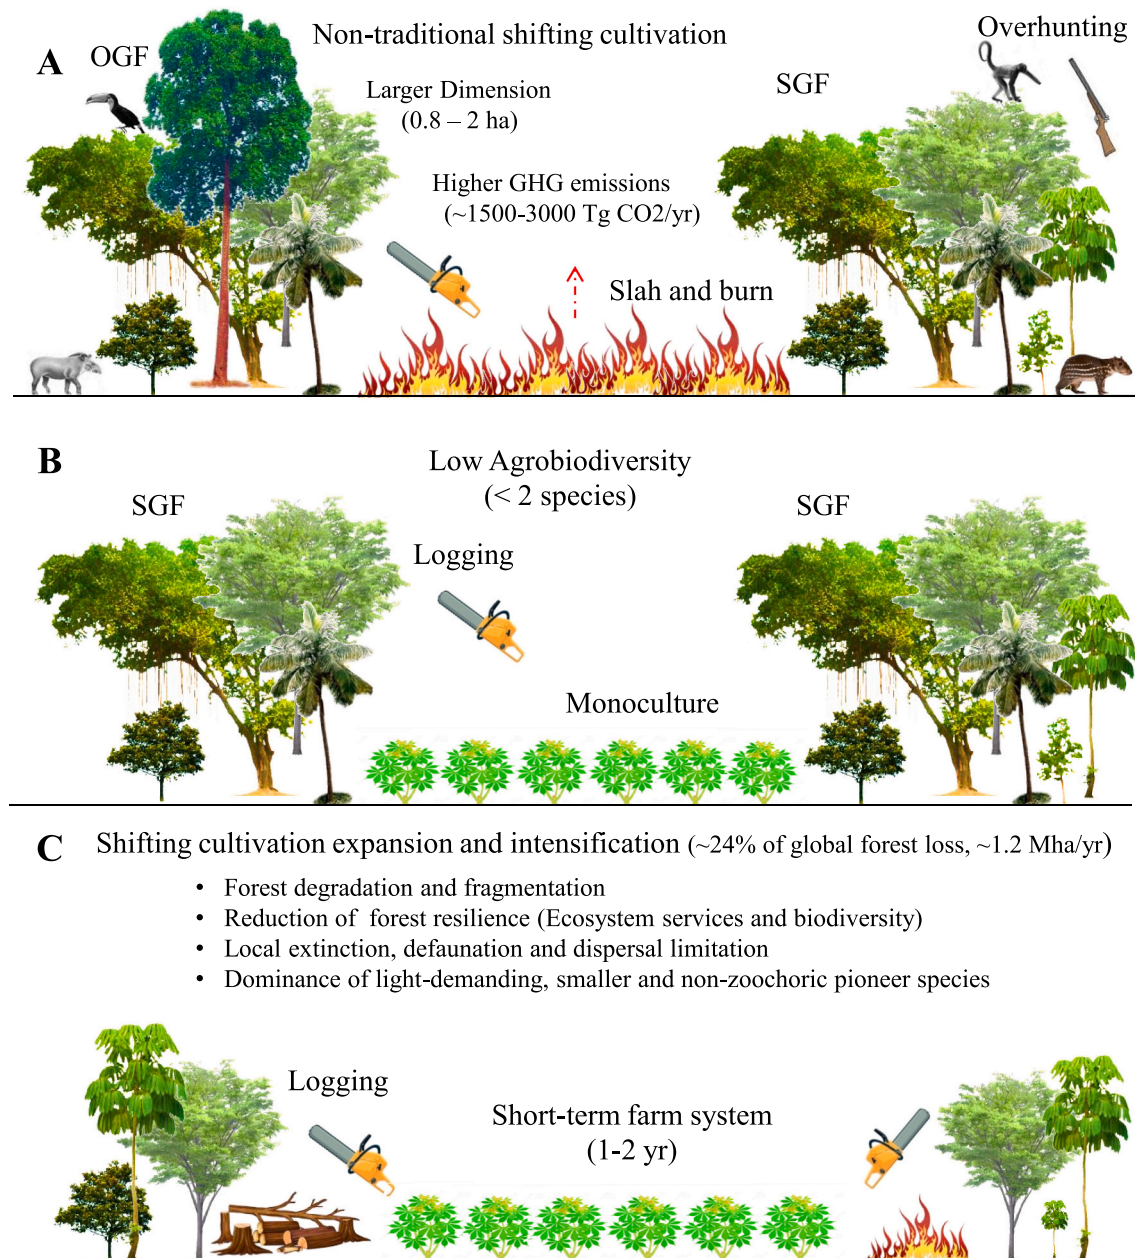 A
OGF
Non-traditional shifting cultivation
Overhunting
Larger Dimension
(0.8 – 2 ha)
SGF
Higher GHG emissions
(~1500-3000 Tg CO2/yr)
Slah and burn
B
Low Agrobiodiversity
(< 2 species)
SGF
SGF
Logging
Monoculture
C Shifting cultivation expansion and intensification (~24% of global forest loss, ~1.2 Mha/yr)
• Forest degradation and fragmentation
• Reduction of forest resilience (Ecosystem services and biodiversity)
• Local extinction, defaunation and dispersal limitation
• Dominance of light-demanding, smaller and non-zoochoric pioneer species
Logging
Short-term farm system
(1-2 yr)